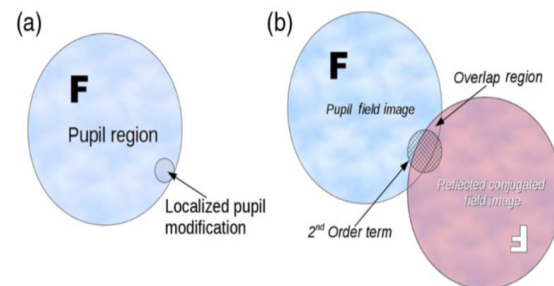 (a)
F
Pupil region
Localized pupil
modification
(b)
F
Pupil field image
Overlap region
2nd Order term
Reflected conjugated
field image
F